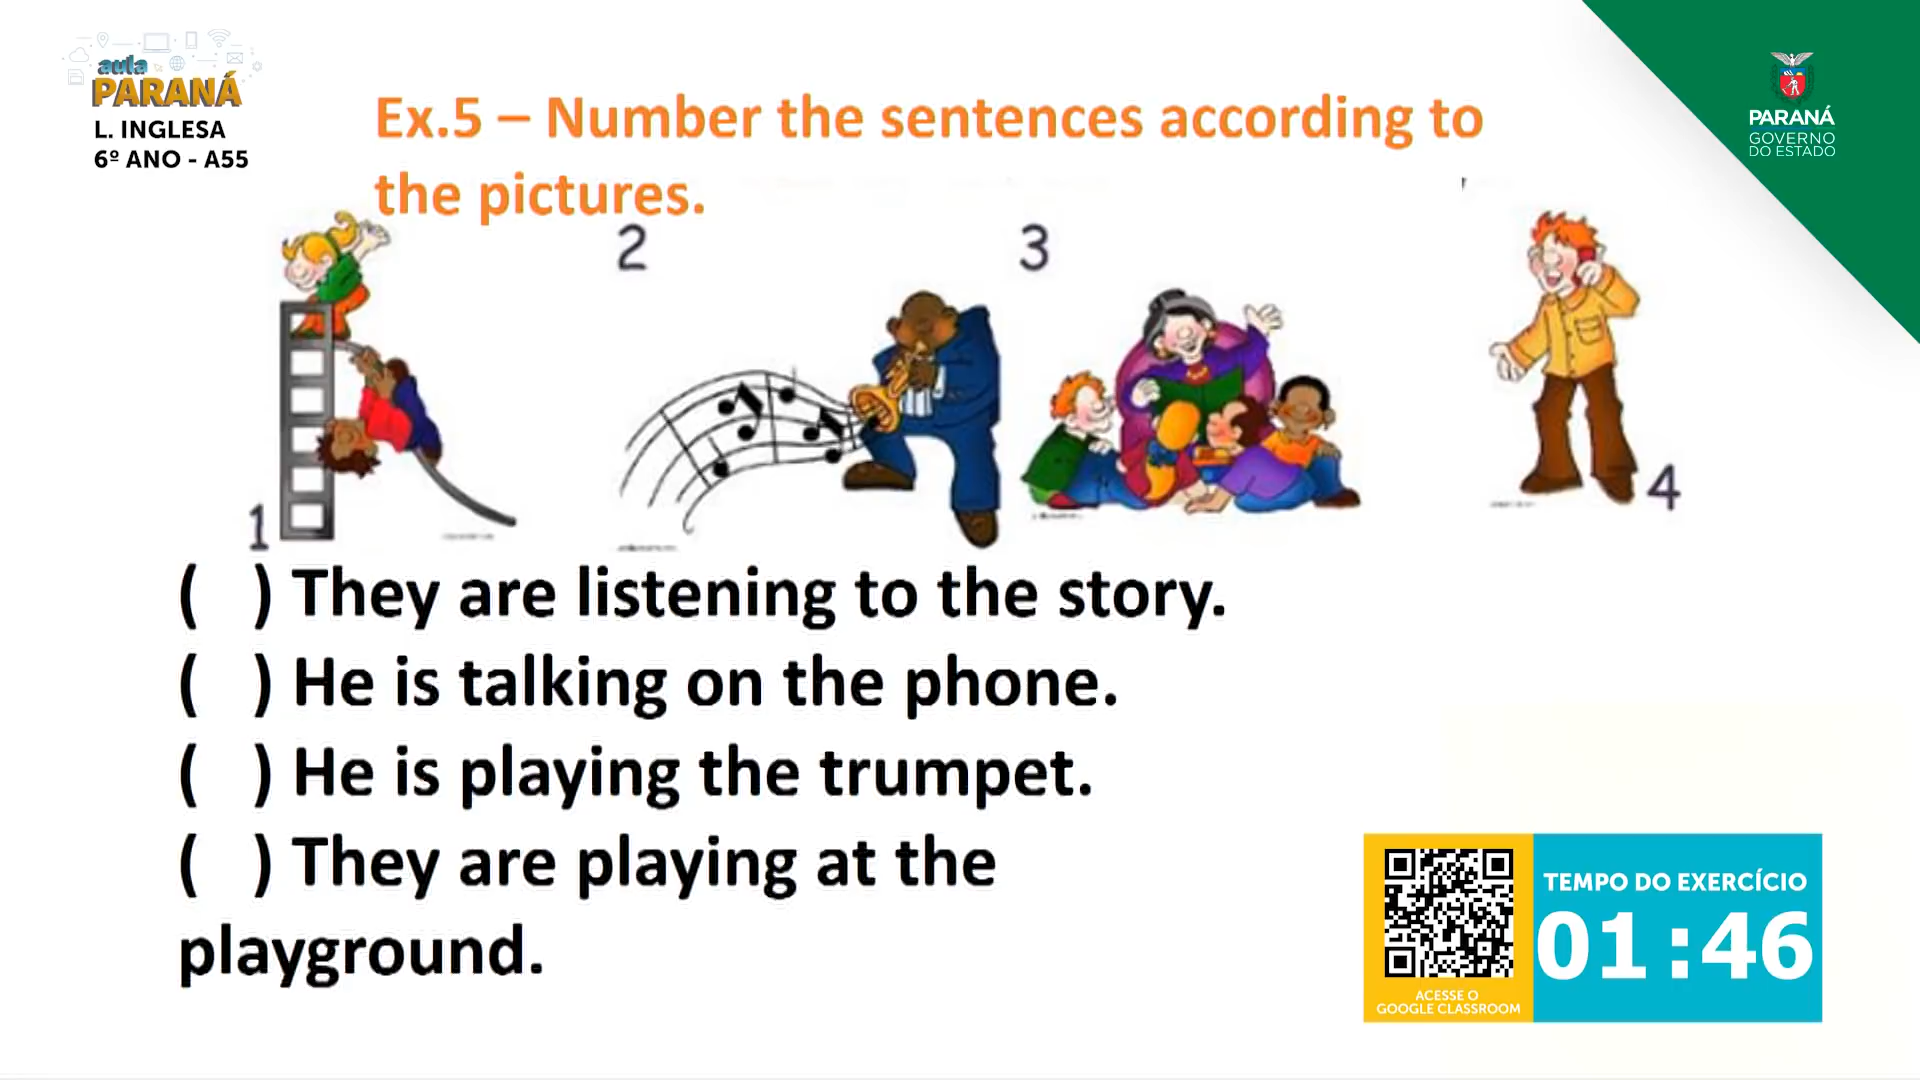 aula
PARANÁ
L. INGLESA
6º ANO - A55
Ex.5 – Number the sentences according to
the pictures.
PARANÁ
GOVERNO
DO ESTADO
1
2
3
4
(   ) They are listening to the story.
(   ) He is talking on the phone.
(   ) He is playing the trumpet.
(   ) They are playing at the
playground.
ACESSE O
GOOGLE CLASSROOM
TEMPO DO EXERCÍCIO
01:46